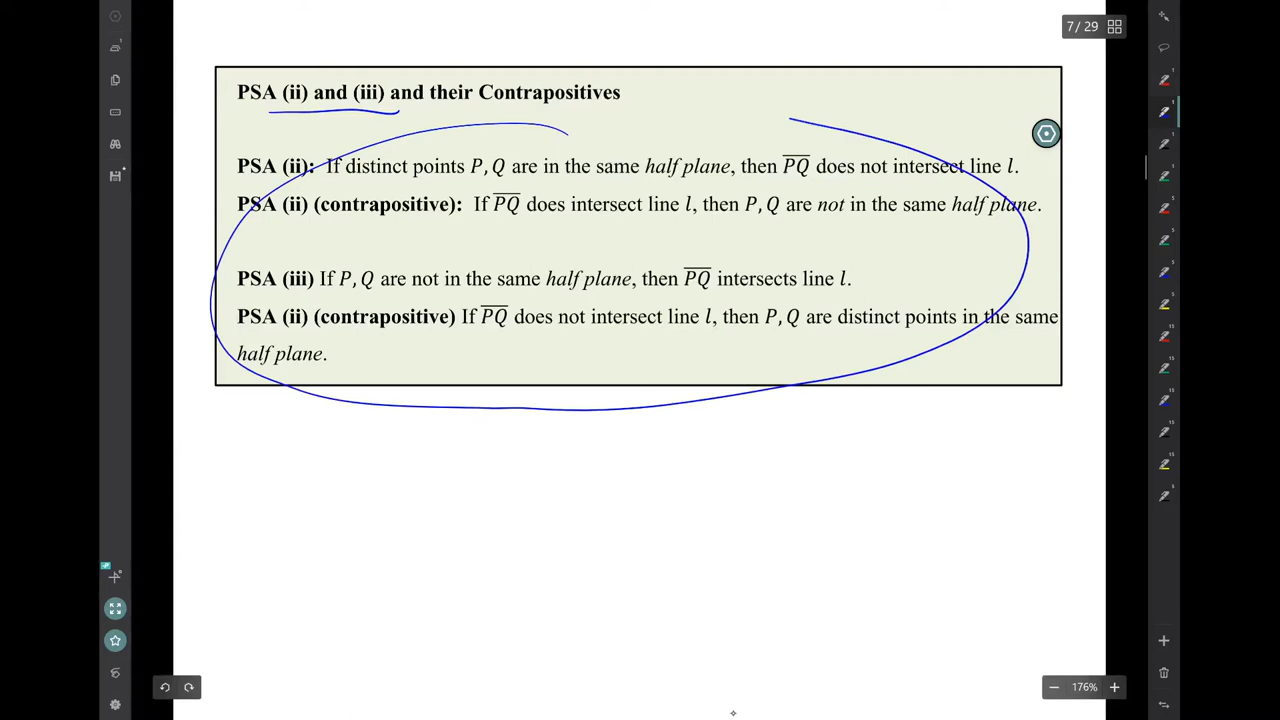 7 / 29
PSA (ii) and (iii) and their Contrapositives
PSA (ii): If distinct points P, Q are in the same half plane, then P̅Q̅ does not intersect line l.
PSA (ii) (contrapositive): If P̅Q̅ does intersect line l, then P, Q are not in the same half plane.
PSA (iii) If P, Q are not in the same half plane, then P̅Q̅ intersects line l.
PSA (ii) (contrapositive) If P̅Q̅ does not intersect line l, then P, Q are distinct points in the same
half plane.
176%